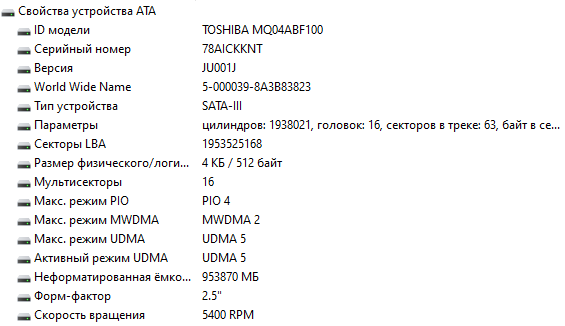 Свойства устройства ATA
ID модели TOSHIBA MQ04ABF100
Серийный номер 78AICKKNT
Версия JU001J
World Wide Name 5-000039-8A3B83823
Тип устройства SATA-III
Параметры цилиндров: 1938021, головок: 16, секторов в треке: 63, байт в се...
Секторы LBA 1953525168
Размер физического/логи... 4 КБ / 512 байт
Мультисекторы 16
Макс. режим PIO PIO 4
Макс. режим MWDMA MWDMA 2
Макс. режим UDMA UDMA 5
Активный режим UDMA UDMA 5
Неформатированная ёмко... 953870 МБ
Форм-фактор 2.5"
Скорость вращения 5400 RPM